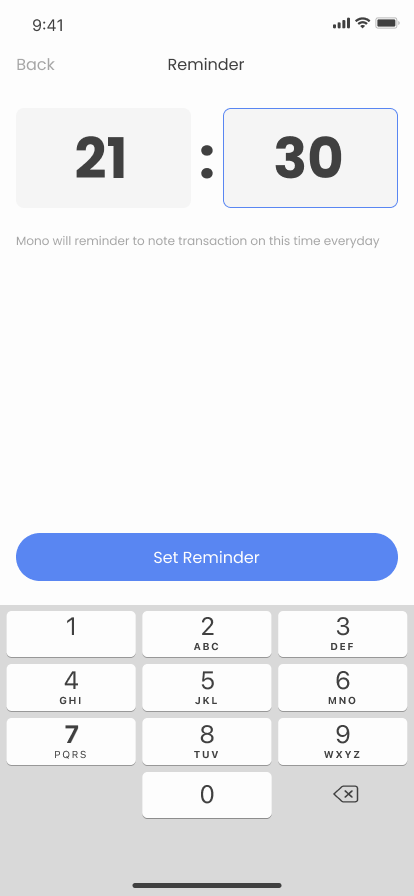 9:41
Back Reminder
21 : 30
Mono will reminder to note transaction on this time everyday
Set Reminder
1 2 3
ABC DEF
4 5 6
GHI JKL MNO
7 8 9
PQRS TUV WXYZ
0